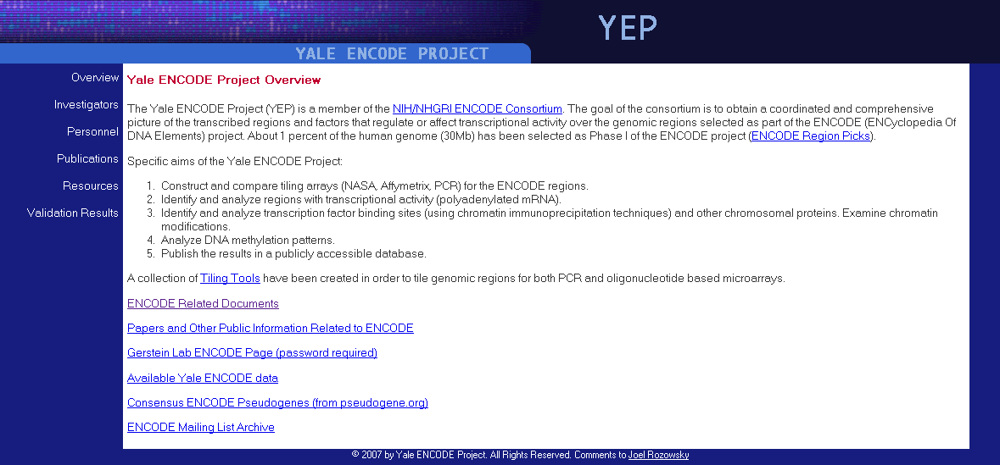 YEP
YALE ENCODE PROJECT
Overview
Investigators
Personnel
Publications
Resources
Validation Results
Yale ENCODE Project Overview
The Yale ENCODE Project (YEP) is a member of the NIH/NHGRI ENCODE Consortium. The goal of the consortium is to obtain a coordinated and comprehensive
picture of the transcribed regions and factors that regulate or affect transcriptional activity over the genomic regions selected as part of the ENCODE (ENCyclopedia Of
DNA Elements) project. About 1 percent of the human genome (30Mb) has been selected as Phase I of the ENCODE project (ENCODE Region Picks).
Specific aims of the Yale ENCODE Project:
1. Construct and compare tiling arrays (NASA, Affymetrix, PCR) for the ENCODE regions.
2. Identify and analyze regions with transcriptional activity (polyadenylated mRNA).
3. Identify and analyze transcription factor binding sites (using chromatin immunoprecipitation techniques) and other chromosomal proteins. Examine chromatin
modifications.
4. Analyze DNA methylation patterns.
5. Publish the results in a publicly accessible database.
A collection of Tiling Tools have been created in order to tile genomic regions for both PCR and oligonucleotide based microarrays.
ENCODE Related Documents
Papers and Other Public Information Related to ENCODE
Gerstein Lab ENCODE Page (password required)
Available Yale ENCODE data
Consensus ENCODE Pseudogenes (from pseudogene.org)
ENCODE Mailing List Archive
© 2007 by Yale ENCODE Project. All Rights Reserved. Comments to Joel Rozowsky